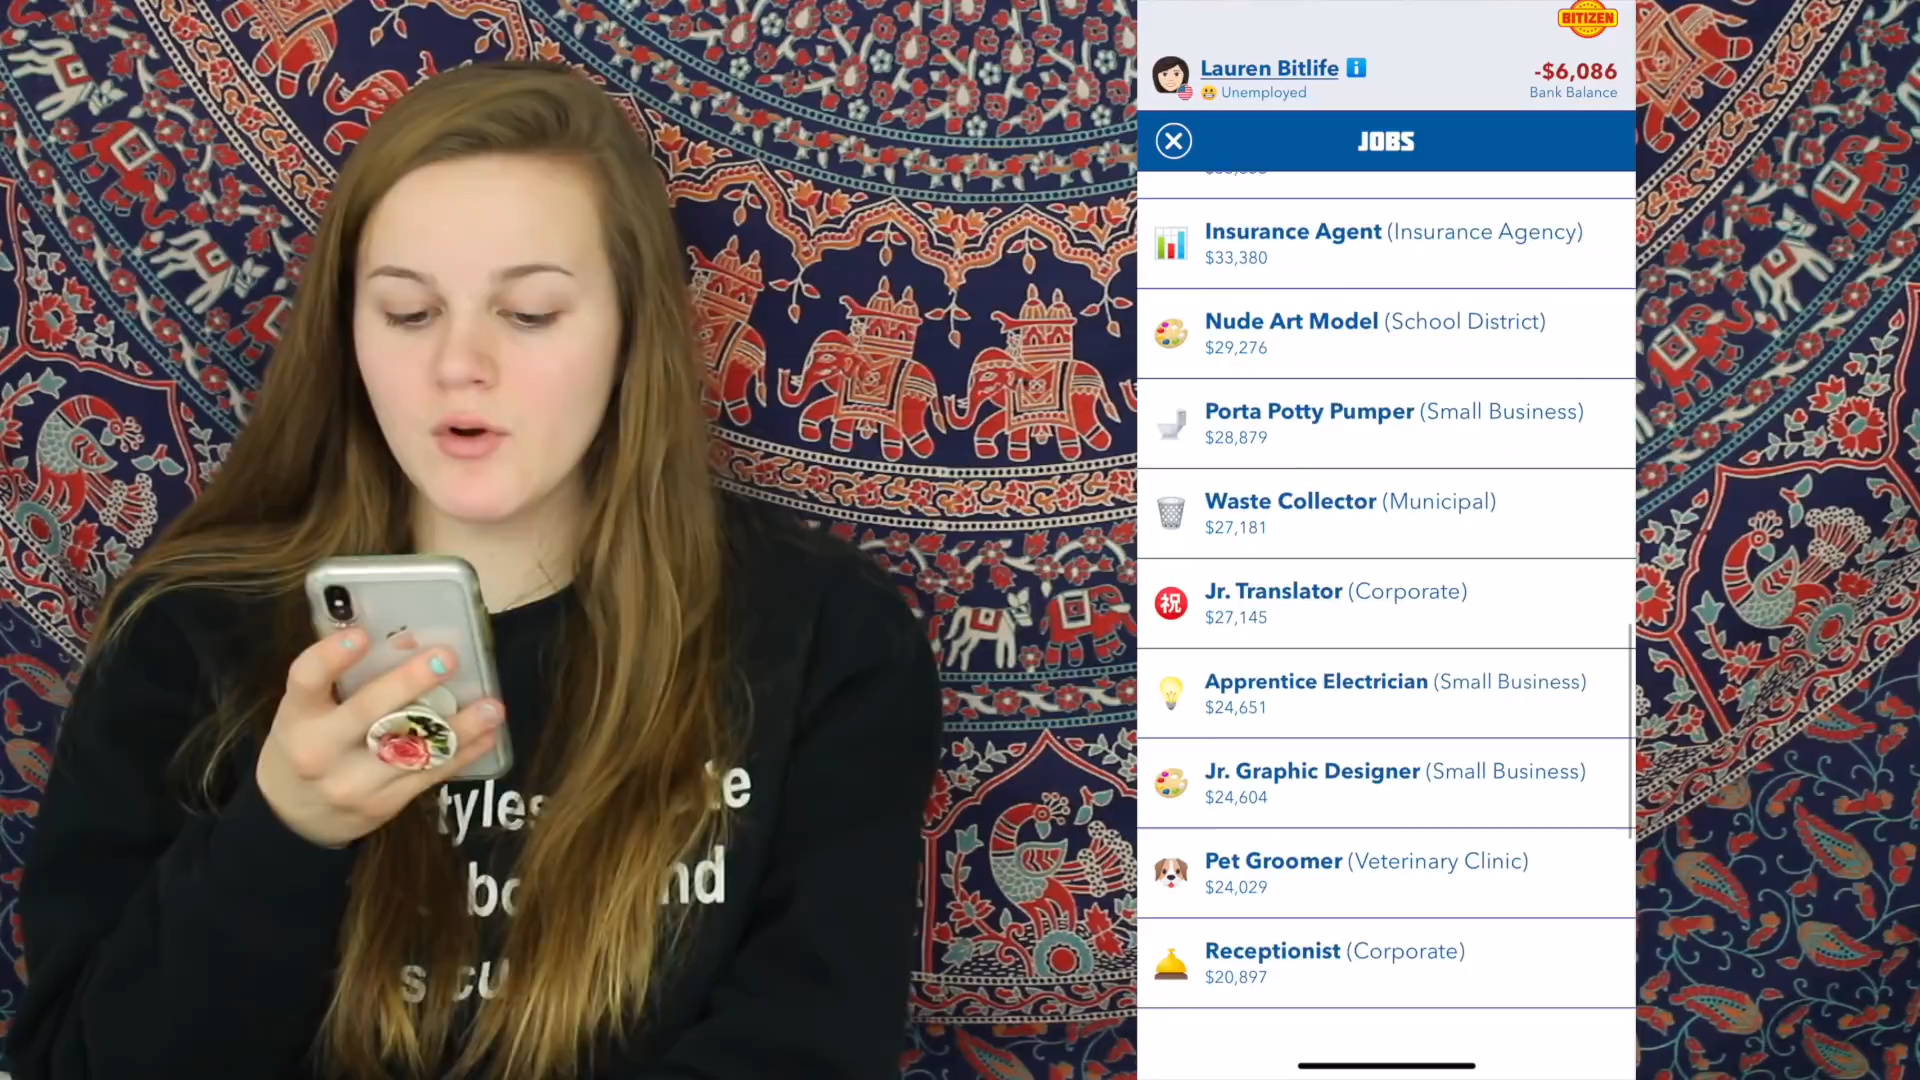 BITIZEN
Lauren Bitlife i
-$6,086
Unemployed
Bank Balance
JOBS
Insurance Agent (Insurance Agency)
$33,380
Nude Art Model (School District)
$29,276
Porta Potty Pumper (Small Business)
$28,879
Waste Collector (Municipal)
$27,181
祝
Jr. Translator (Corporate)
$27,145
Apprentice Electrician (Small Business)
$24,651
Jr. Graphic Designer (Small Business)
$24,604
Pet Groomer (Veterinary Clinic)
$24,029
Receptionist (Corporate)
$20,897